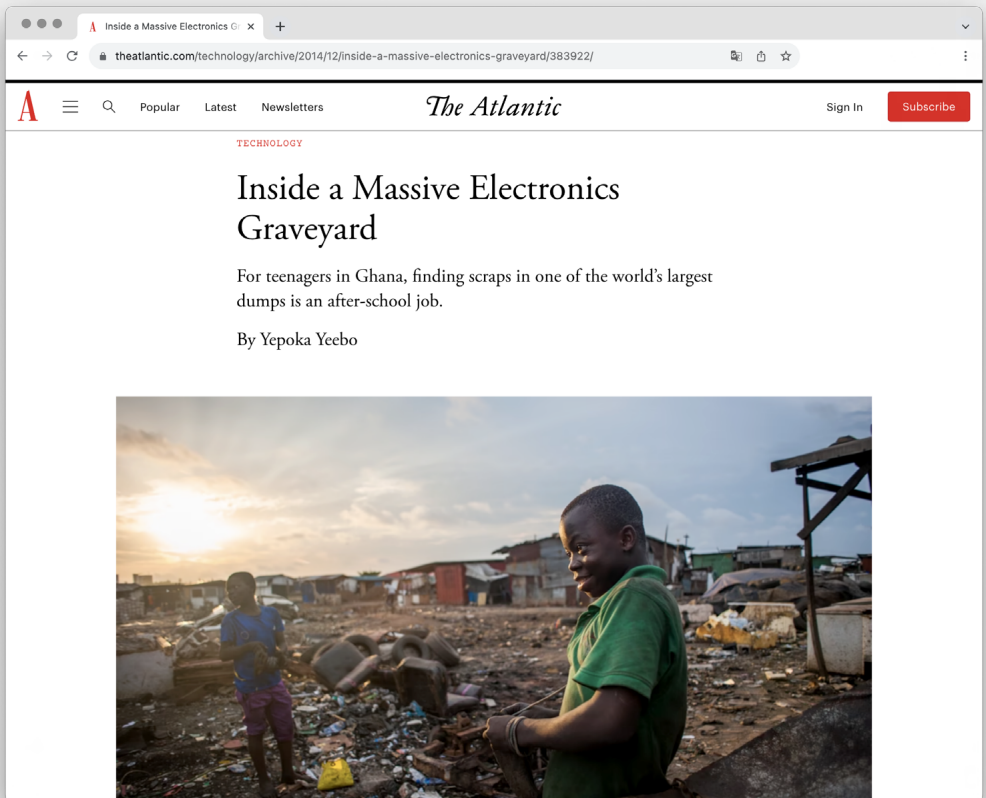 Inside a Massive Electronics Gr
theatlantic.com/technology/archive/2014/12/inside-a-massive-electronics-graveyard/383922/
A
Popular
Latest
Newsletters
The Atlantic
Sign In
Subscribe
TECHNOLOGY
Inside a Massive Electronics
Graveyard
For teenagers in Ghana, finding scraps in one of the world’s largest
dumps is an after-school job.
By Yepoka Yeebo